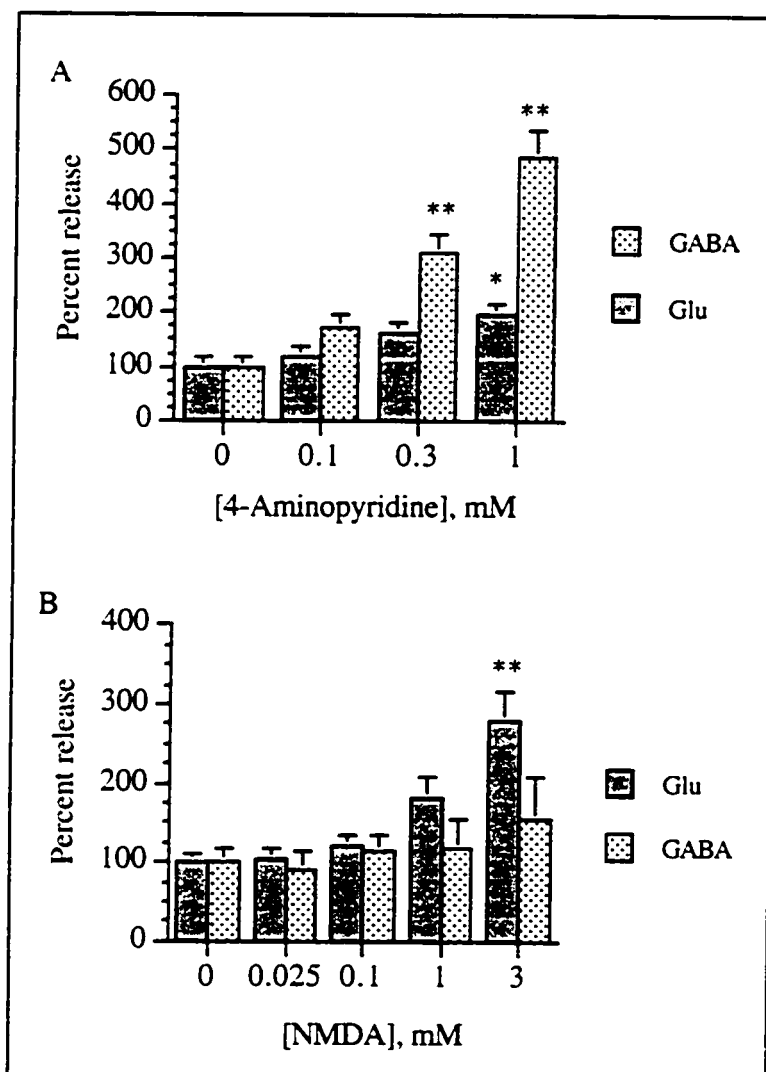 A
600
500
400
300
200
100
0
Percent release
**
**
*
GABA
Glu
0 0.1 0.3 1
[4-Aminopyridine], mM
B
400
300
200
100
0
Percent release
**
Glu
GABA
0 0.025 0.1 1 3
[NMDA], mM